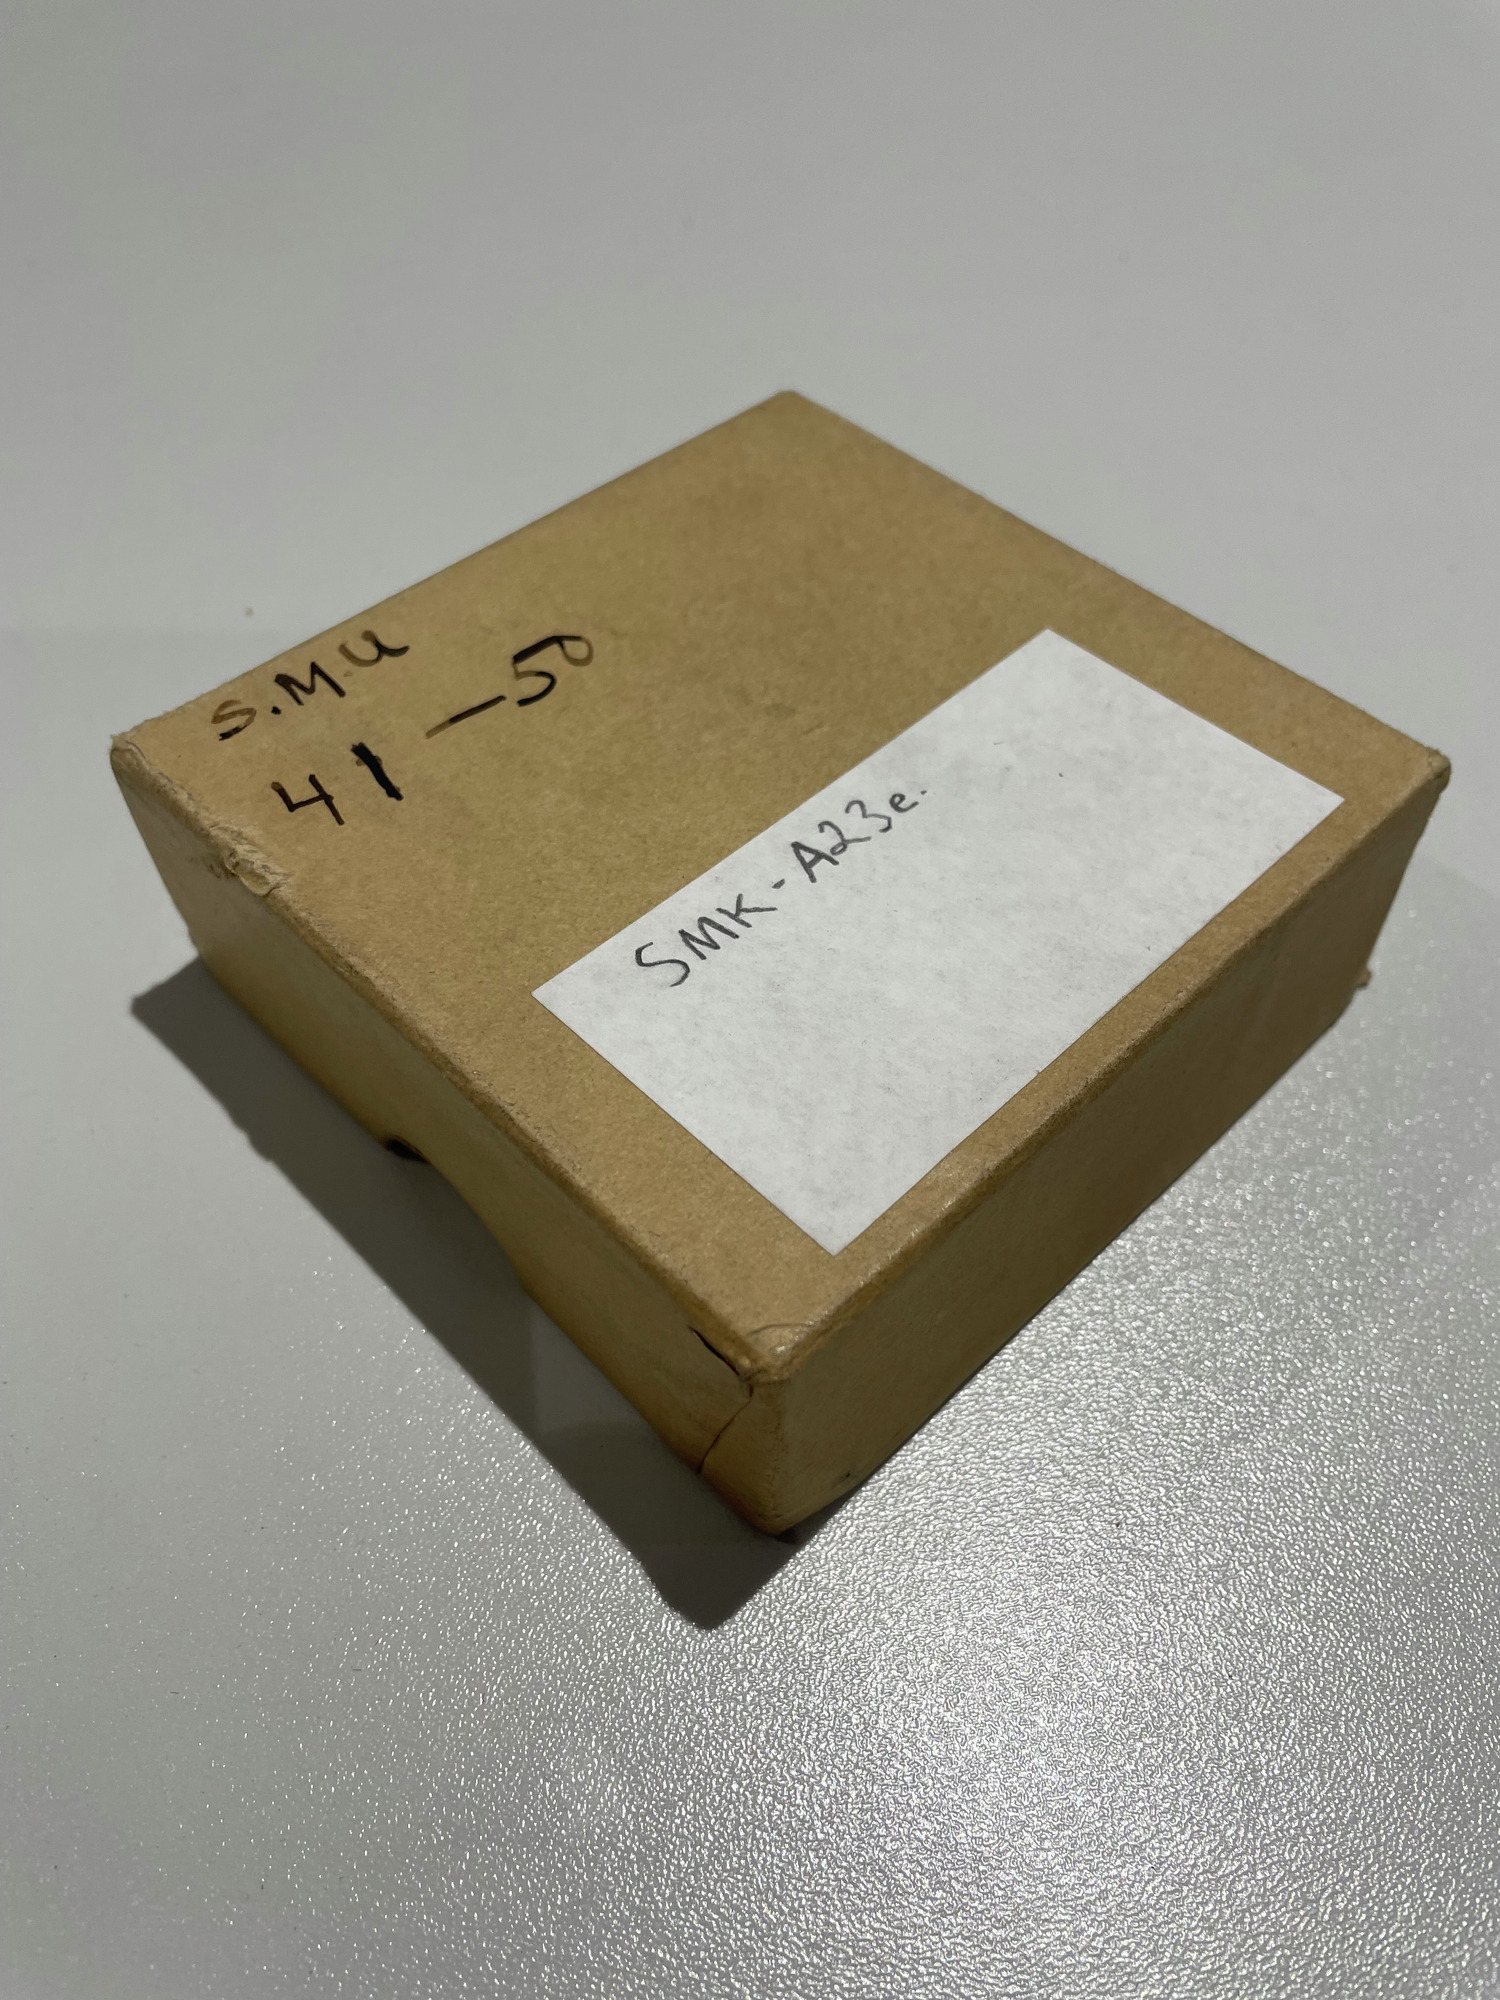 S.M.U
41 — 50
SMK - A23e.